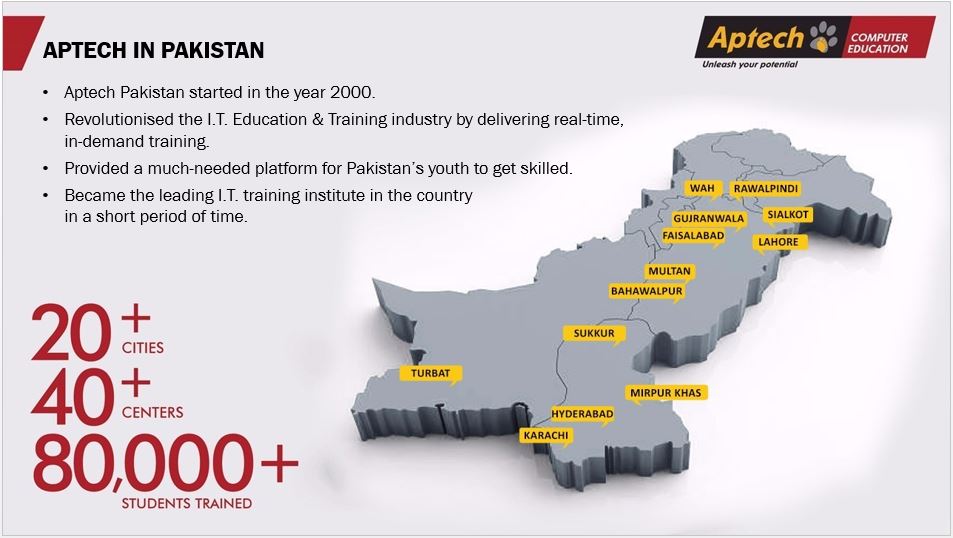 APTECH IN PAKISTAN
Aptech COMPUTER
EDUCATION
Unleash your potential
• Aptech Pakistan started in the year 2000.
• Revolutionised the I.T. Education & Training industry by delivering real-time,
in-demand training.
• Provided a much-needed platform for Pakistan's youth to get skilled.
• Became the leading I.T. training institute in the country
in a short period of time.
WAH
RAWALPINDI
GUJRANWALA
SIALKOT
FAISALABAD
LAHORE
MULTAN
BAHAWALPUR
SUKKUR
TURBAT
MIRPUR KHAS
HYDERABAD
KARACHI
20+
CITIES
40+
CENTERS
80,000+
STUDENTS TRAINED